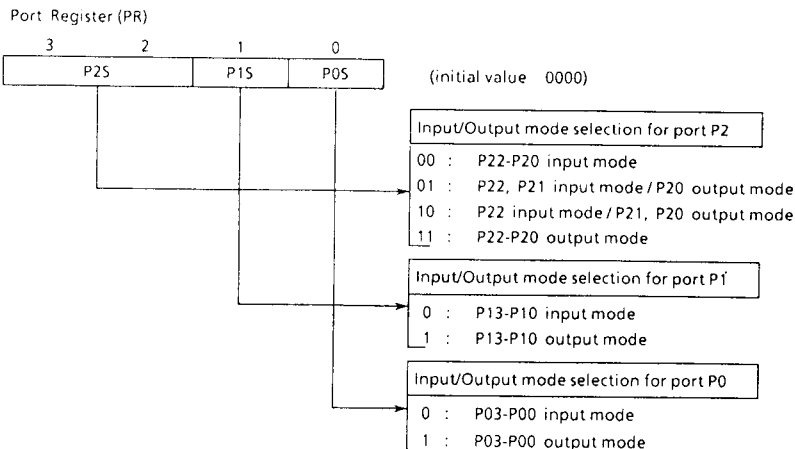 Port Register (PR)
3 2 1 0
P2S P1S P0S
(initial value 0000)
Input/Output mode selection for port P2
00 : P22-P20 input mode
01 : P22, P21 input mode / P20 output mode
10 : P22 input mode / P21, P20 output mode
11 : P22-P20 output mode
Input/Output mode selection for port P1
0 : P13-P10 input mode
1 : P13-P10 output mode
Input/Output mode selection for port P0
0 : P03-P00 input mode
1 : P03-P00 output mode